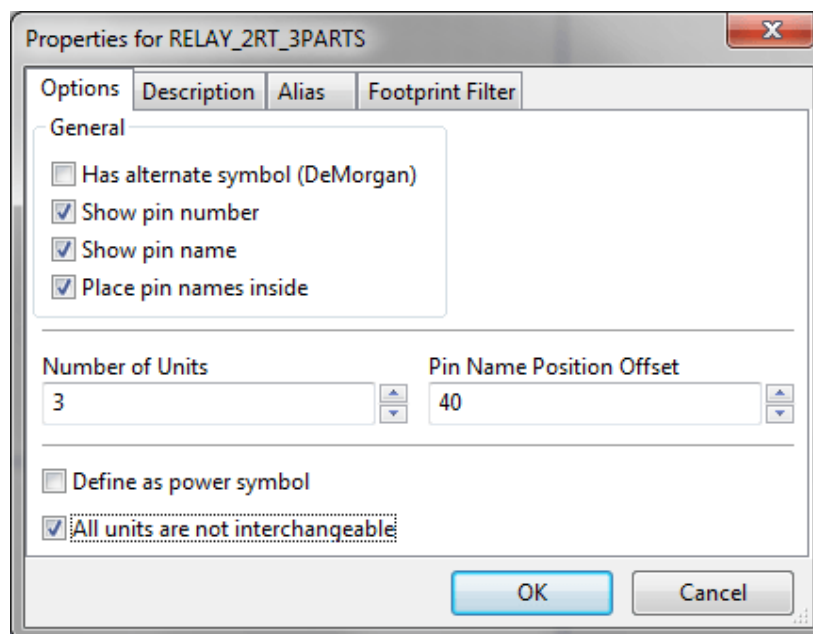 Properties for RELAY_2RT_3PARTS
Options Description Alias Footprint Filter
General
Has alternate symbol (DeMorgan)
Show pin number
Show pin name
Place pin names inside
Number of Units Pin Name Position Offset
3 40
Define as power symbol
All units are not interchangeable
OK Cancel